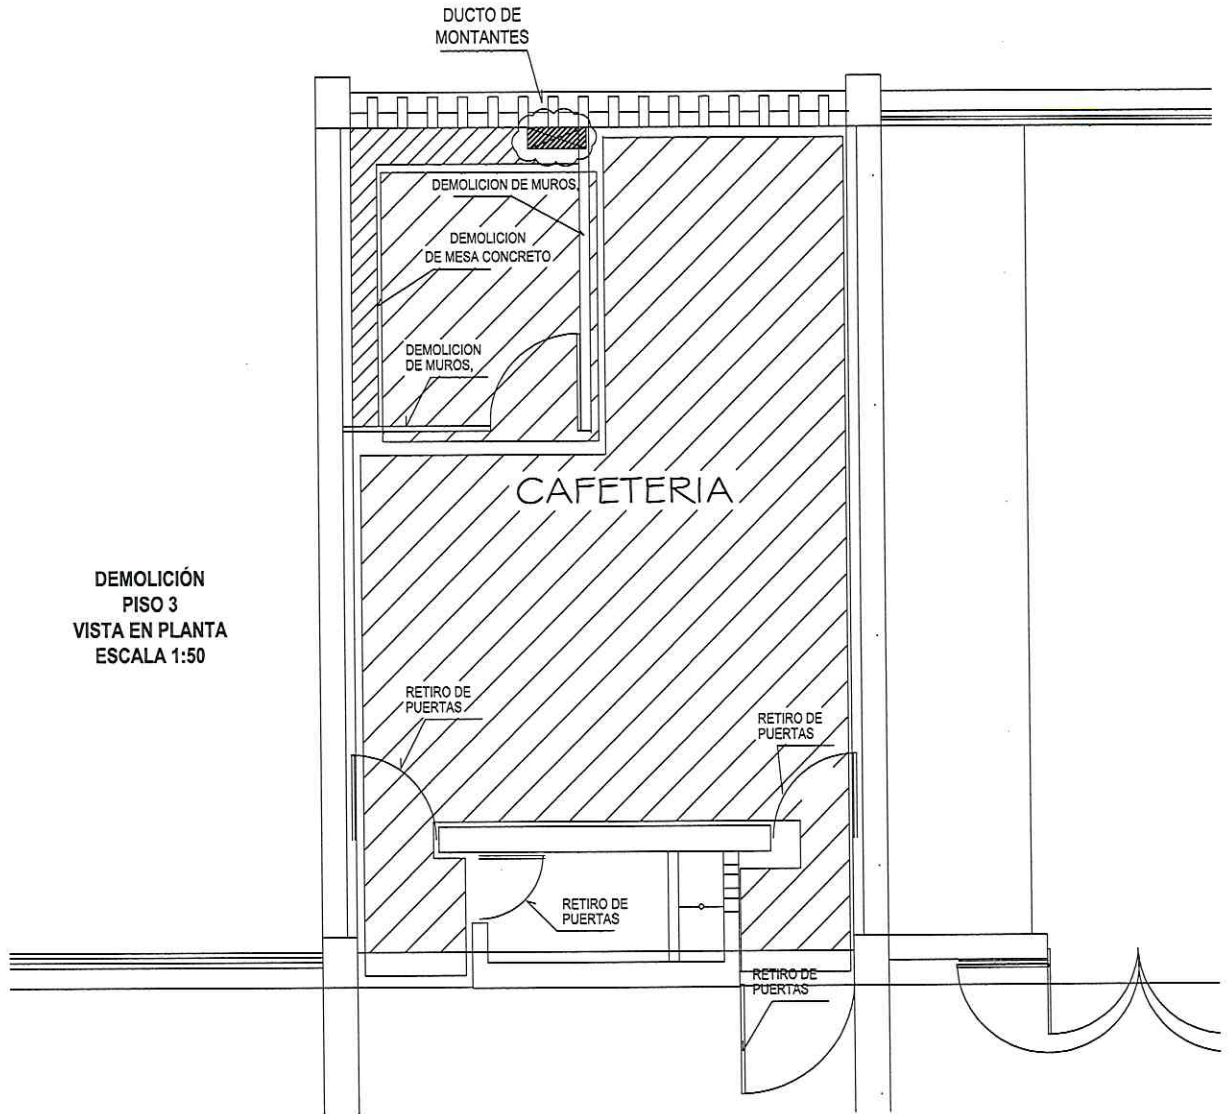 DUCTO DE
MONTANTES
DEMOLICION DE MUROS,
DEMOLICION
DE MESA CONCRETO
DEMOLICION
DE MUROS,
CAFETERIA
DEMOLICIÓN
PISO 3
VISTA EN PLANTA
ESCALA 1:50
RETIRO DE
PUERTAS
RETIRO DE
PUERTAS
RETIRO DE
PUERTAS
RETIRO DE
PUERTAS